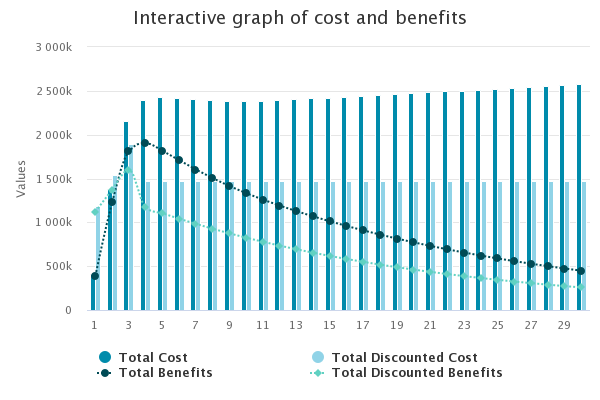 Interactive graph of cost and benefits
Values
3 000k
2 500k
2 000k
1 500k
1 000k
500k
0
1 3 5 7 9 11 13 15 17 19 21 23 25 27 29
Total Cost Total Discounted Cost
Total Benefits Total Discounted Benefits